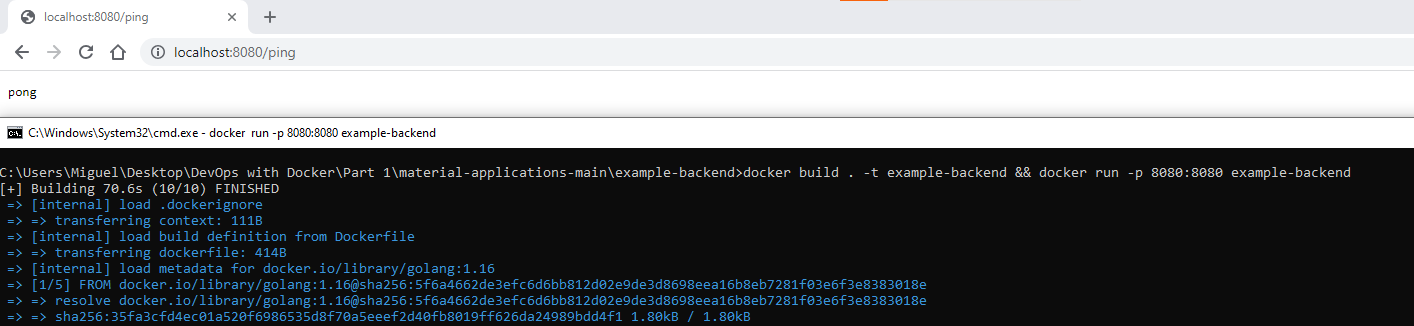 localhost:8080/ping
localhost:8080/ping
pong
C:\Windows\System32\cmd.exe - docker run -p 8080:8080 example-backend
C:\Users\Miguel\Desktop\DevOps with Docker\Part 1\material-applications-main\example-backend>docker build . -t example-backend && docker run -p 8080:8080 example-backend
[+] Building 70.6s (10/10) FINISHED
=> [internal] load .dockerignore
=> => transferring context: 111B
=> [internal] load build definition from Dockerfile
=> => transferring dockerfile: 414B
=> [internal] load metadata for docker.io/library/golang:1.16
=> [1/5] FROM docker.io/library/golang:1.16@sha256:5f6a4662de3efc6d6bb812d02e9de3d8698eea16b8eb7281f03e6f3e8383018e
=> => resolve docker.io/library/golang:1.16@sha256:5f6a4662de3efc6d6bb812d02e9de3d8698eea16b8eb7281f03e6f3e8383018e
=> => sha256:35fa3cfd4ec01a520f6986535d8f70a5eeef2d40fb8019ff626da24989bdd4f1 1.80kB / 1.80kB